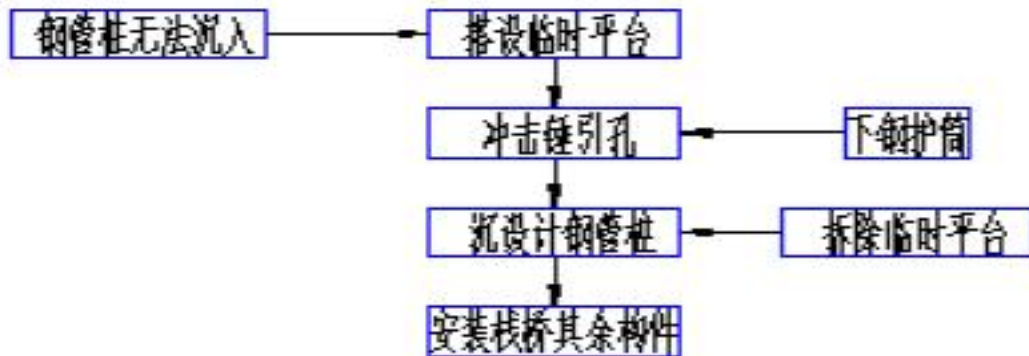 钢管桩无法沉入
搭设临时平台
冲击锤引孔
下钢护筒
沉设计钢管桩
拆除临时平台
安装栈桥其余构件